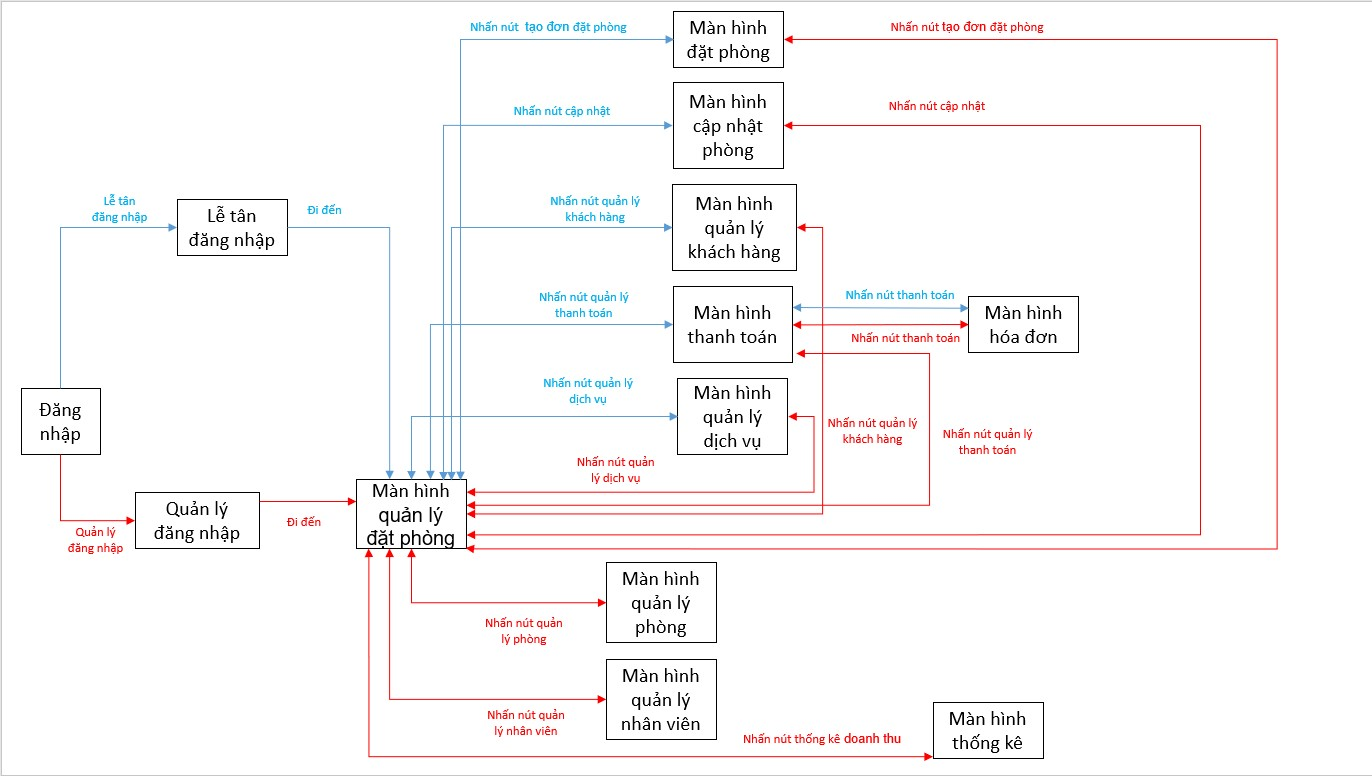 Nhấn nút tạo đơn đặt phòng
Màn hình
đặt phòng
Nhấn nút tạo đơn đặt phòng
Nhấn nút cập nhật
Màn hình
cập nhật
phòng
Nhấn nút cập nhật
Lễ tân
đăng nhập
Lễ tân
đăng nhập
Đi đến
Nhấn nút quản lý
khách hàng
Màn hình
quản lý
khách hàng
Nhấn nút quản lý
thanh toán
Màn hình
thanh toán
Nhấn nút thanh toán
Nhấn nút thanh toán
Màn hình
hóa đơn
Nhấn nút quản lý
dịch vụ
Màn hình
quản lý
dịch vụ
Nhấn nút quản lý
khách hàng
Nhấn nút quản lý
thanh toán
Đăng
nhập
Nhấn nút quản
lý dịch vụ
Quản lý
đăng nhập
Quản lý
đăng nhập
Đi đến
Màn hình
quản lý
đặt phòng
Màn hình
quản lý
phòng
Nhấn nút quản
lý phòng
Màn hình
quản lý
nhân viên
Nhấn nút quản
lý nhân viên
Nhấn nút thống kê doanh thu
Màn hình
thống kê